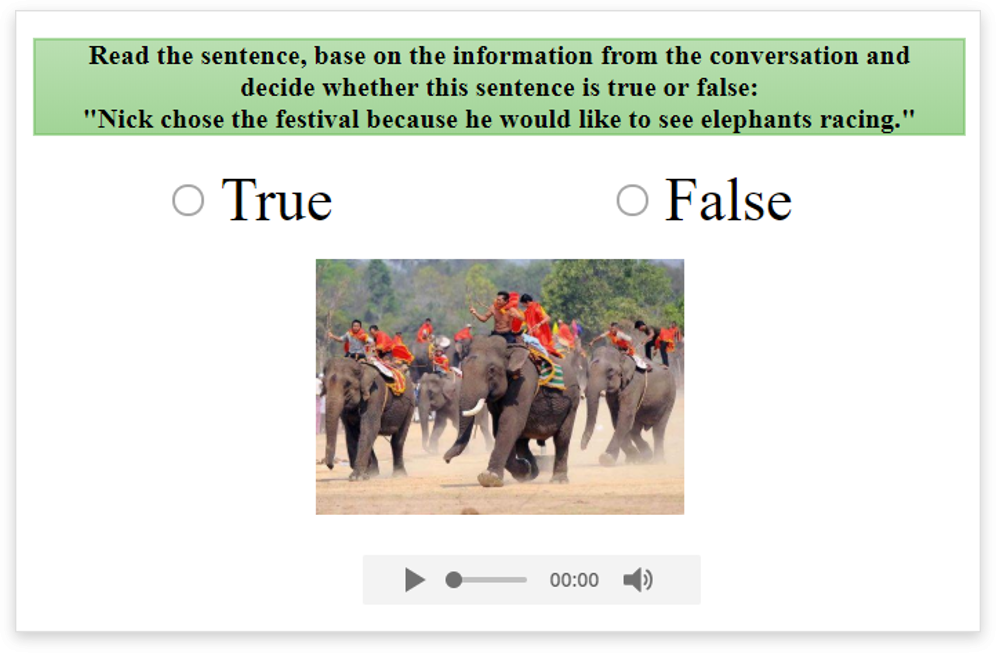 Read the sentence, base on the information from the conversation and
decide whether this sentence is true or false:
"Nick chose the festival because he would like to see elephants racing."
True
False
00:00